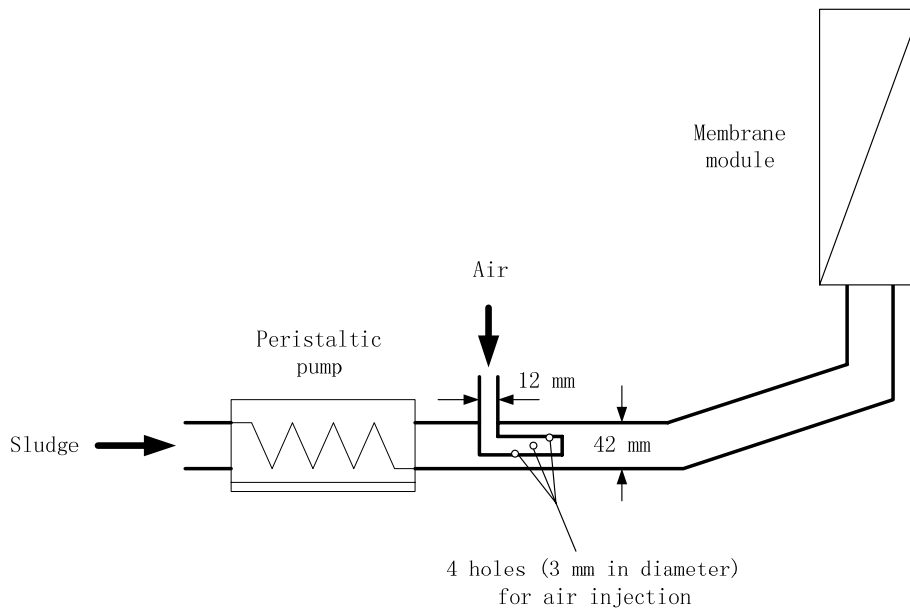 Membrane
module
Air
Peristaltic
pump
12 mm
Sludge
42 mm
4 holes (3 mm in diameter)
for air injection